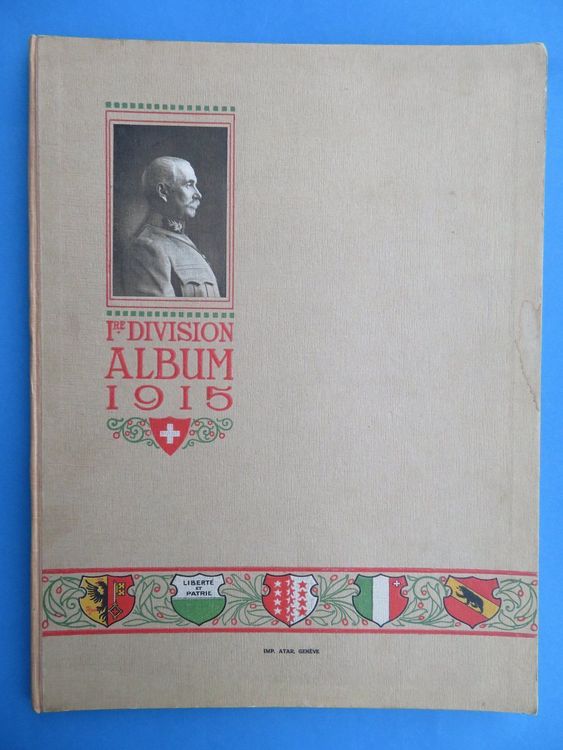 IRE DIVISION
ALBUM
1915
LIBERTÉ
ET
PATRIE
IMP. ATAR, GENÈVE